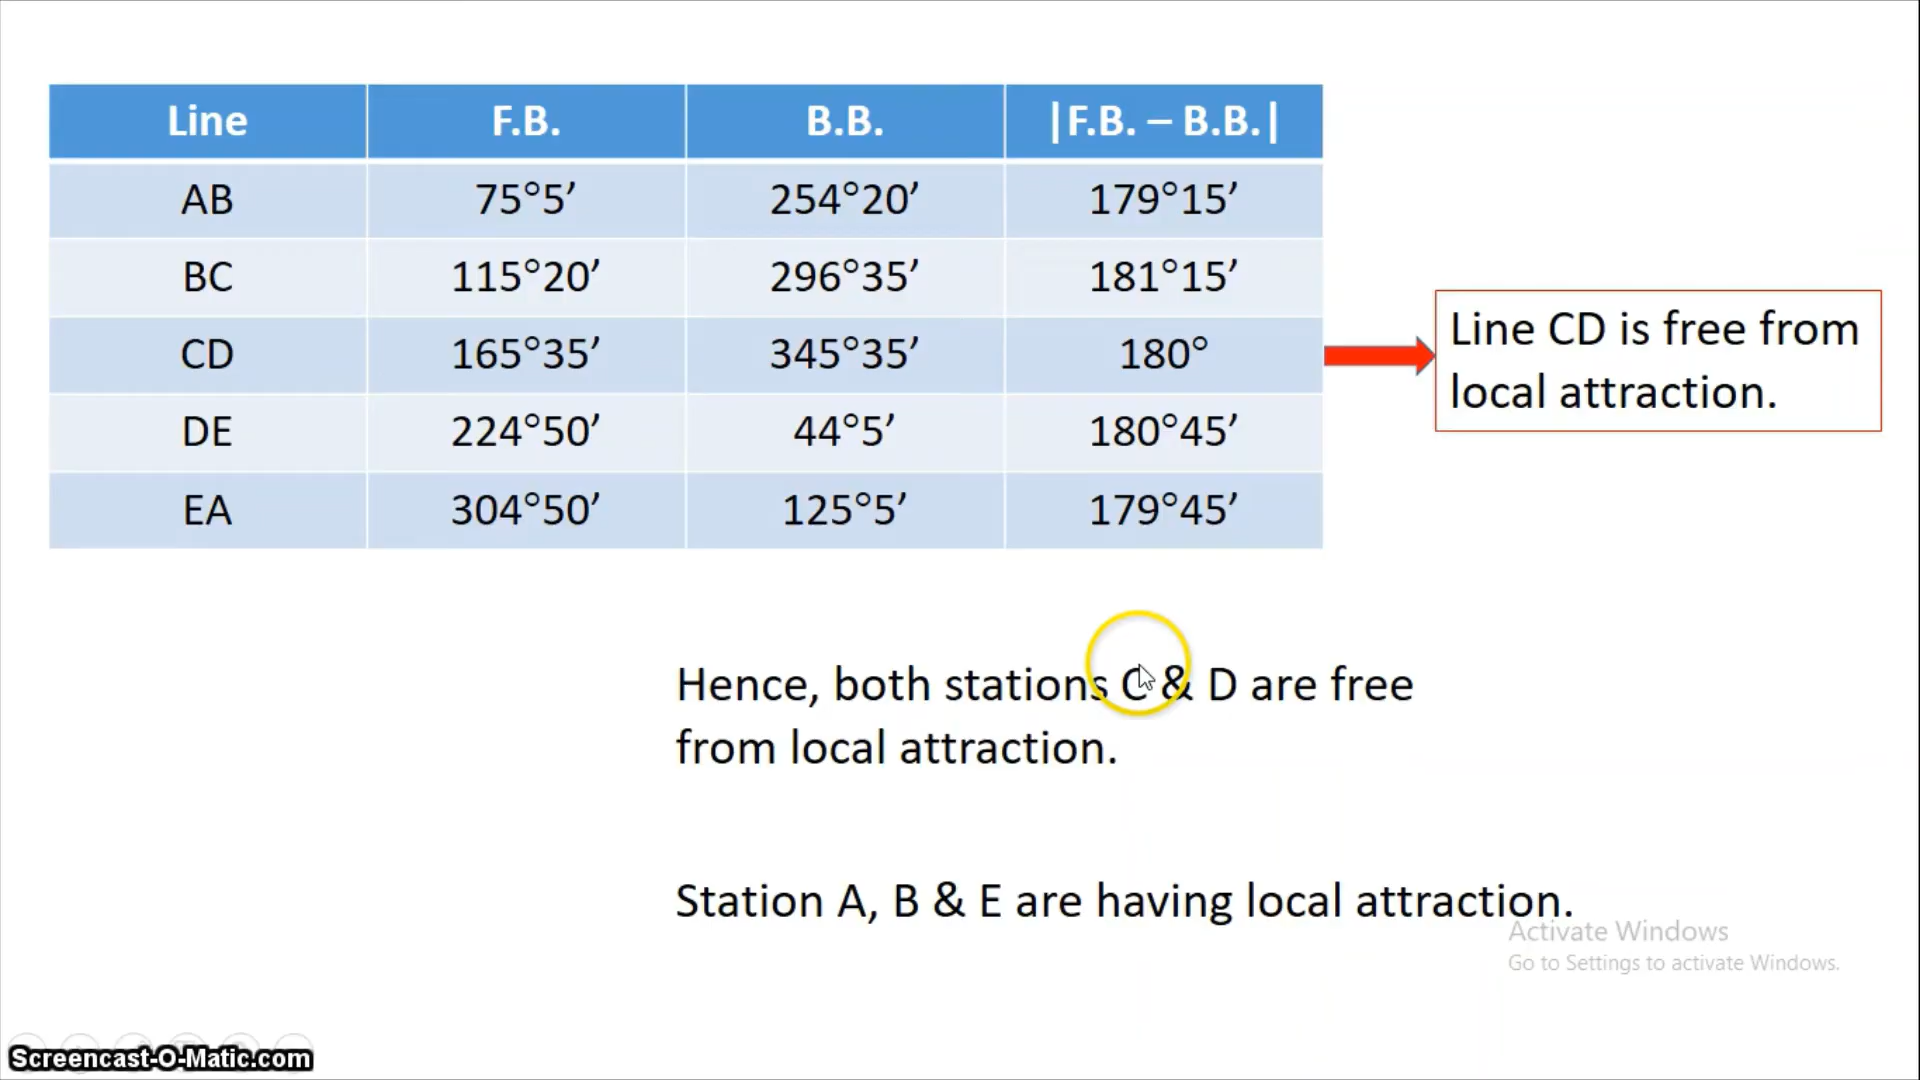 Line F.B. B.B. |F.B. – B.B.|
AB 75°5’ 254°20’ 179°15’
BC 115°20’ 296°35’ 181°15’
CD 165°35’ 345°35’ 180°
DE 224°50’ 44°5’ 180°45’
EA 304°50’ 125°5’ 179°45’
Line CD is free from
local attraction.
Hence, both stations C & D are free
from local attraction.
Station A, B & E are having local attraction.
Activate Windows
Go to Settings to activate Windows.
Screencast-O-Matic.com